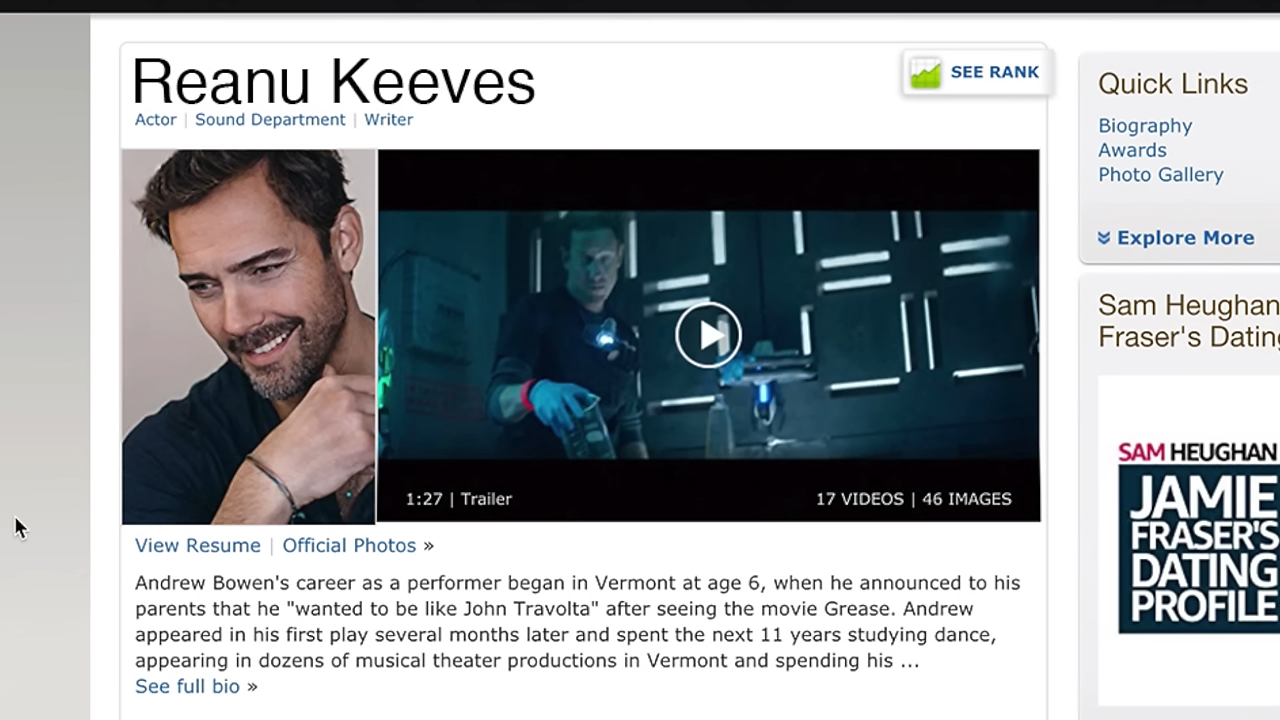 Reanu Keeves
SEE RANK
Actor | Sound Department | Writer
1:27 | Trailer
17 VIDEOS | 46 IMAGES
View Resume | Official Photos »
Andrew Bowen's career as a performer began in Vermont at age 6, when he announced to his
parents that he "wanted to be like John Travolta" after seeing the movie Grease. Andrew
appeared in his first play several months later and spent the next 11 years studying dance,
appearing in dozens of musical theater productions in Vermont and spending his ...
See full bio »
Quick Links
Biography
Awards
Photo Gallery
Explore More
Sam Heughan
Fraser's Datin
SAM HEUGHAN
JAMIE
FRASER'S
DATING
PROFILE